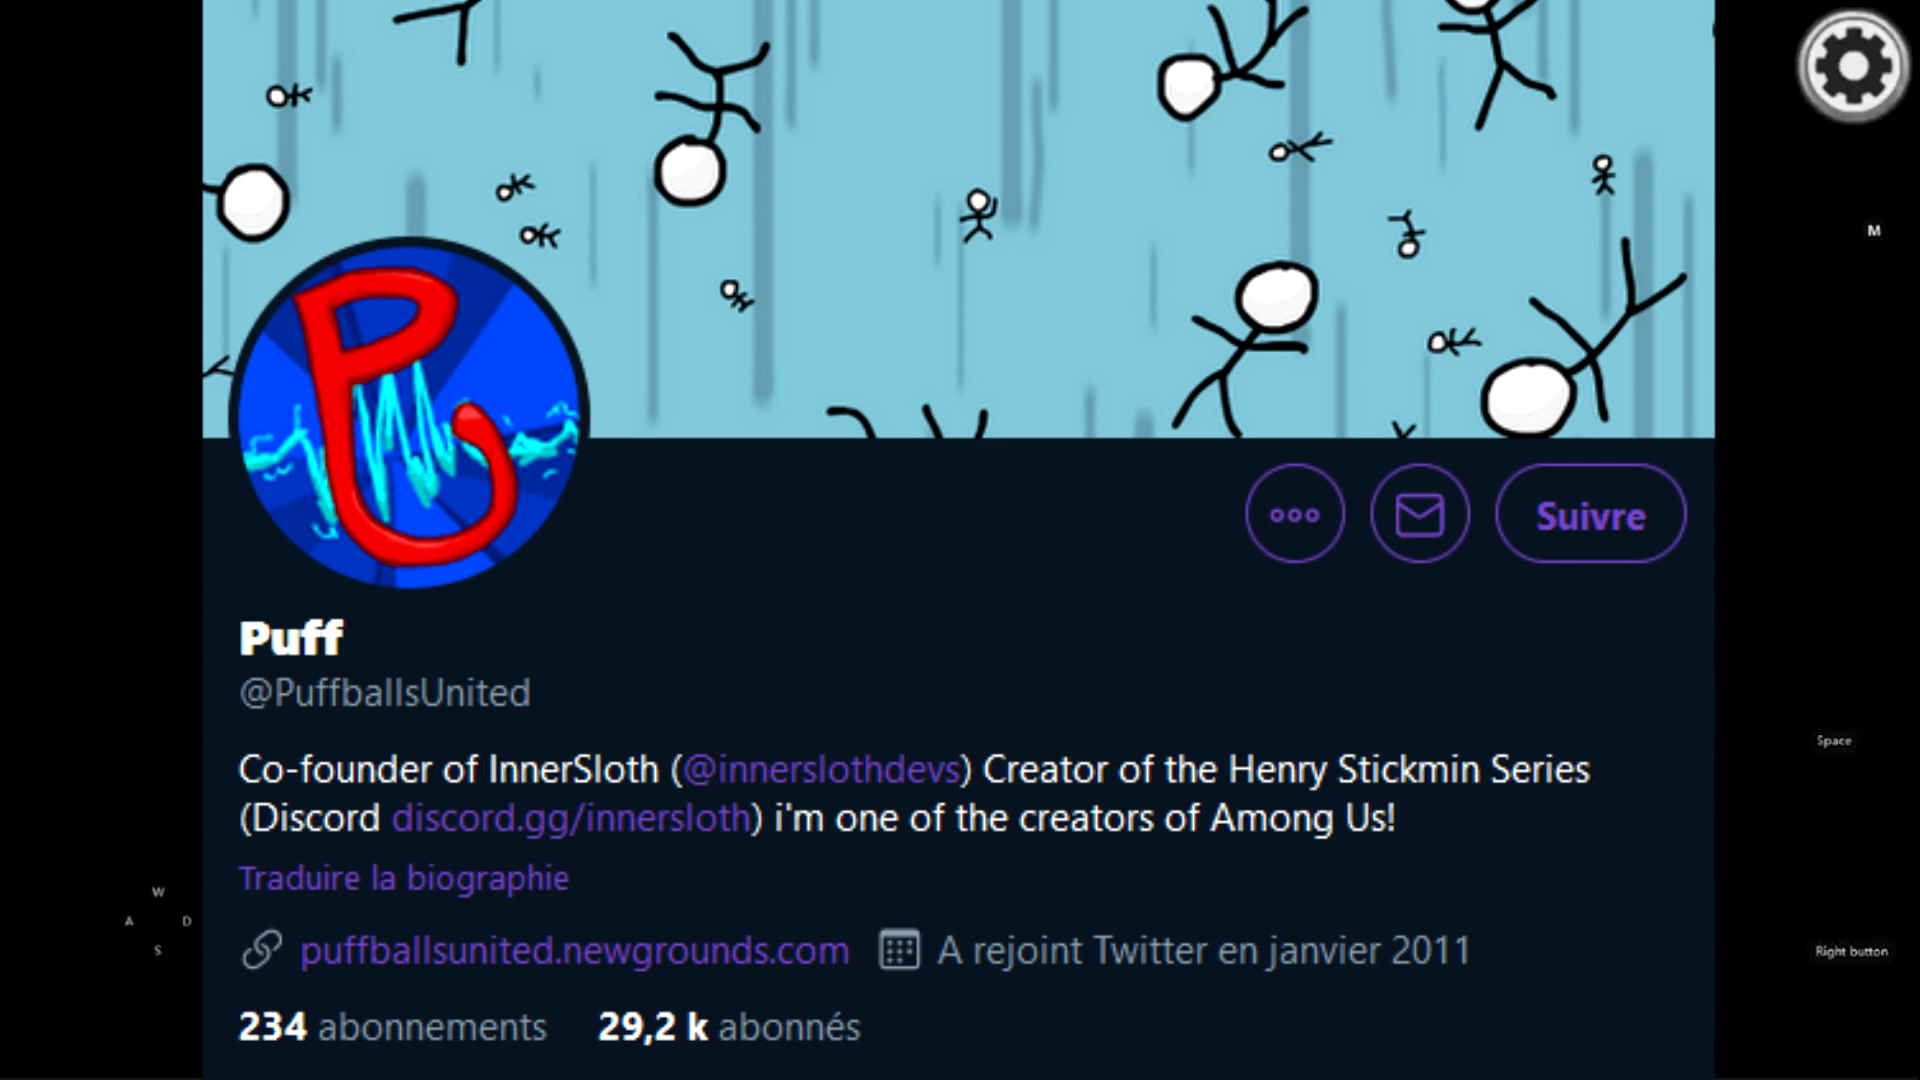 M
Suivre
Puff
@PuffballsUnited
Co-founder of InnerSloth (@innerslothdevs) Creator of the Henry Stickmin Series
(Discord discord.gg/innersloth) i'm one of the creators of Among Us!
Traduire la biographie
puffballsunited.newgrounds.com A rejoint Twitter en janvier 2011
234 abonnements 29,2 k abonnés
Space
W
A D
S
Right button